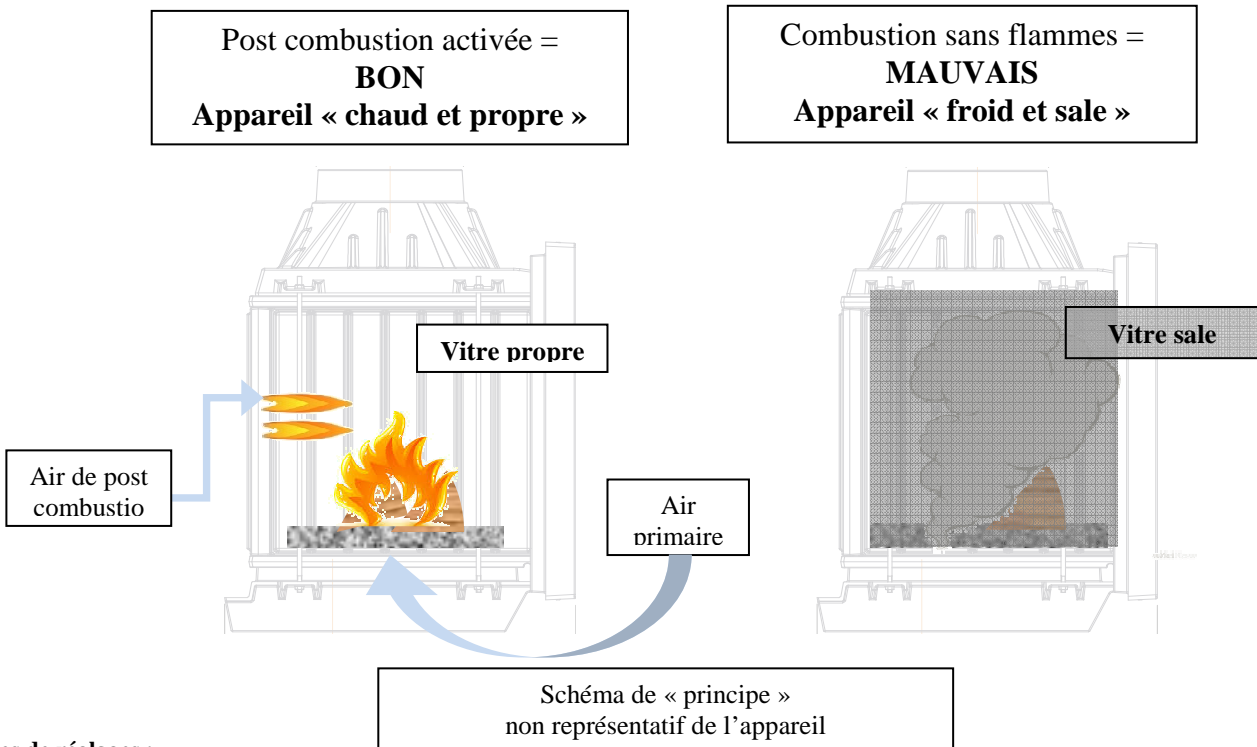 Post combustion activée =
BON
Appareil « chaud et propre »
Combustion sans flammes =
MAUVAIS
Appareil « froid et sale »
Vitre propre
Vitre sale
Air de post
combustio
Air
primaire
Schéma de « principe »
non représentatif de l’appareil